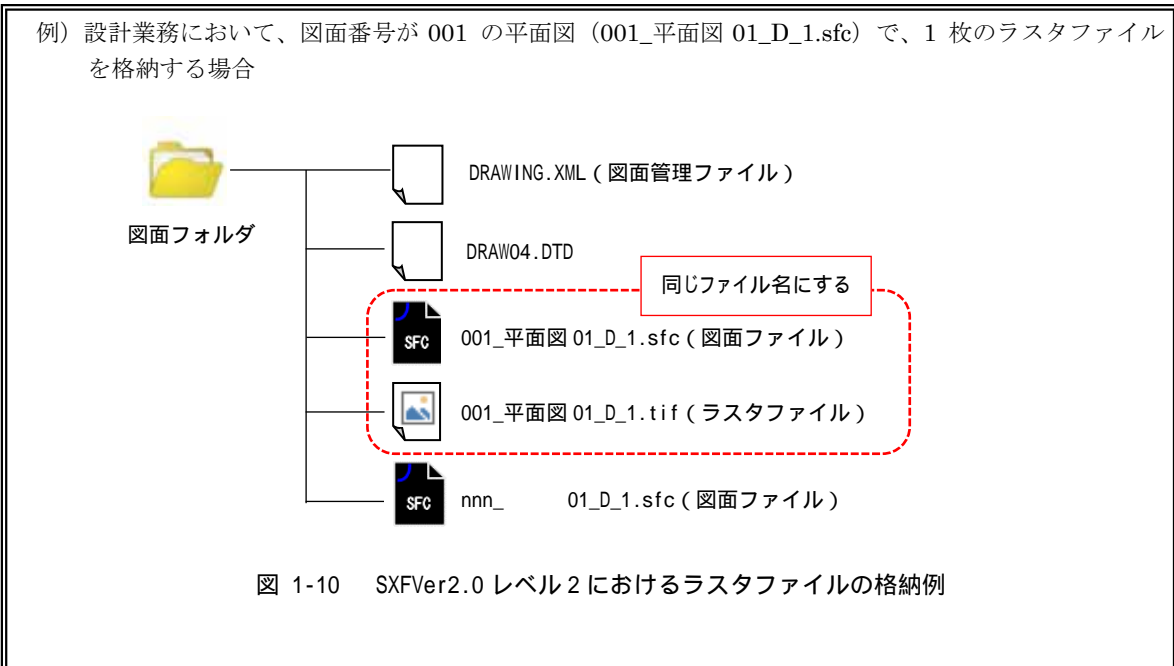 例）設計業務において、図面番号が 001 の平面図（001_平面図 01_D_1.sfc）で、1 枚のラスタファイル
を格納する場合
DRAWING.XML（図面管理ファイル）
図面フォルダ
DRAW04.DTD
同じファイル名にする
SFC 001_平面図 01_D_1.sfc（図面ファイル）
001_平面図 01_D_1.tif（ラスタファイル）
SFC nnn_ 01_D_1.sfc（図面ファイル）
図 1-10 SXFVer2.0 レベル 2 におけるラスタファイルの格納例